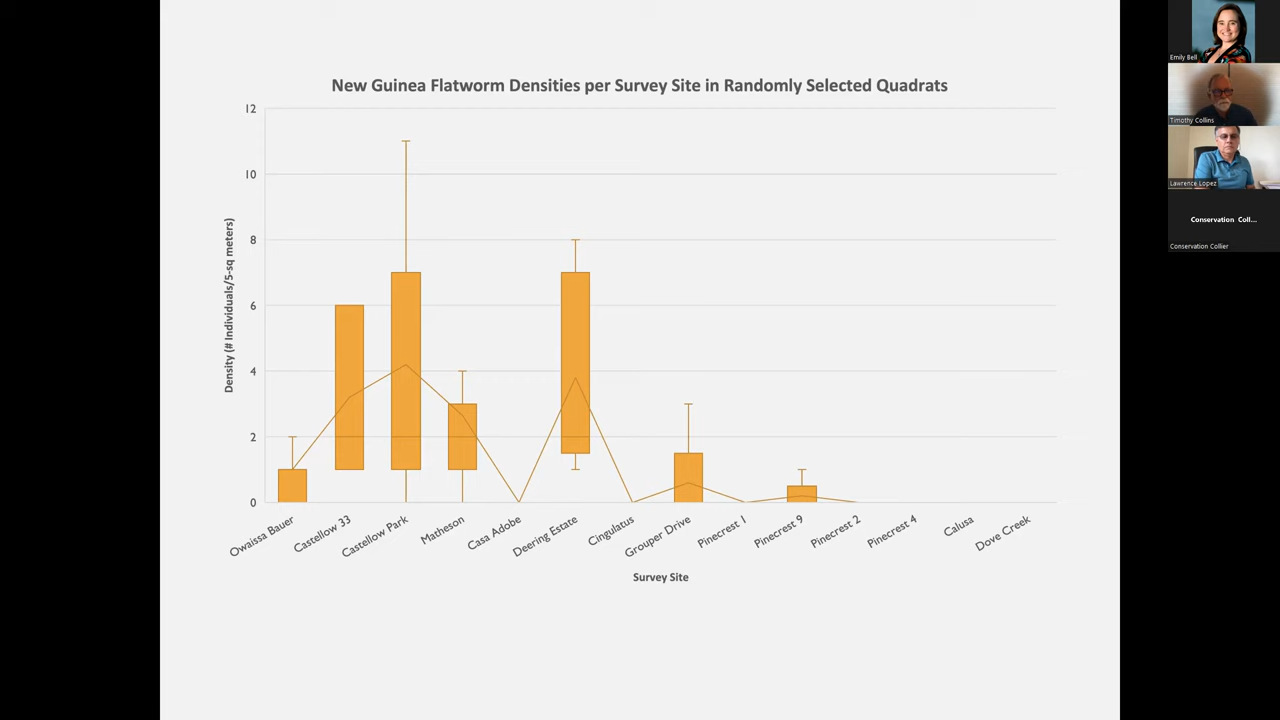 New Guinea Flatworm Densities per Survey Site in Randomly Selected Quadrats
12
10
8
6
4
2
0
Density (# Individuals/5-sq meters)
Owaissa Bauer
Castellow 33
Castellow Park
Matheson
Casa Adobe
Deering Estate
Cingulatus
Grouper Drive
Pinecrest 1
Pinecrest 9
Pinecrest 2
Pinecrest 4
Calusa
Dove Creek
Survey Site
Emily Bell
Timothy Collins
Lawrence Lopez
Conservation Coll...
Conservation Collier